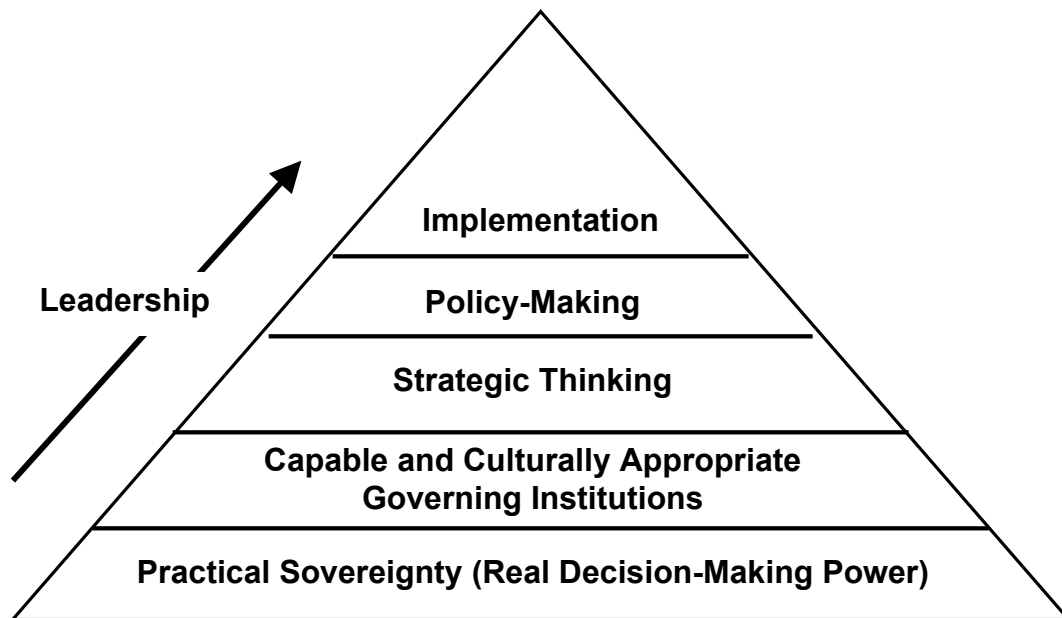 Implementation
Leadership
Policy-Making
Strategic Thinking
Capable and Culturally Appropriate
Governing Institutions
Practical Sovereignty (Real Decision-Making Power)